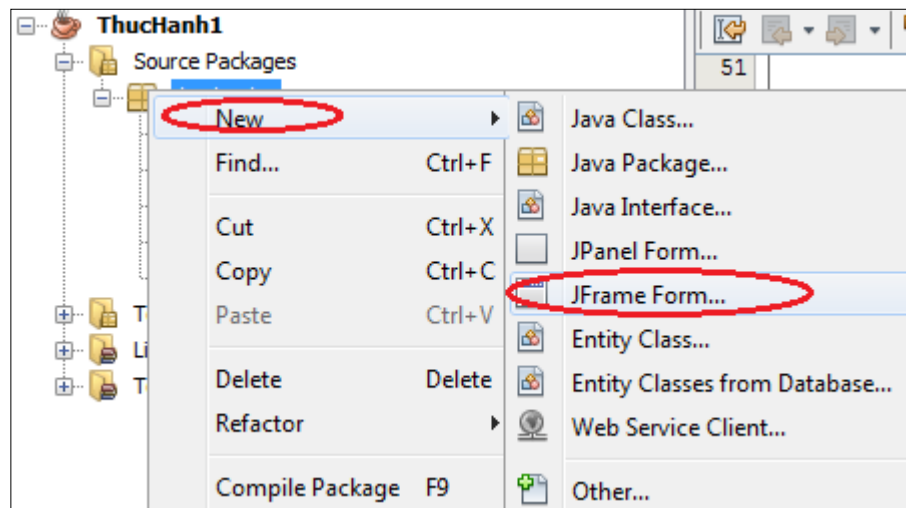 ThucHanh1
Source Packages
51
New
Find... Ctrl+F
Cut Ctrl+X
Copy Ctrl+C
Paste Ctrl+V
Delete Delete
Refactor
Compile Package F9
Java Class...
Java Package...
Java Interface...
JPanel Form...
JFrame Form...
Entity Class...
Entity Classes from Database...
Web Service Client...
Other...
T
Li
T